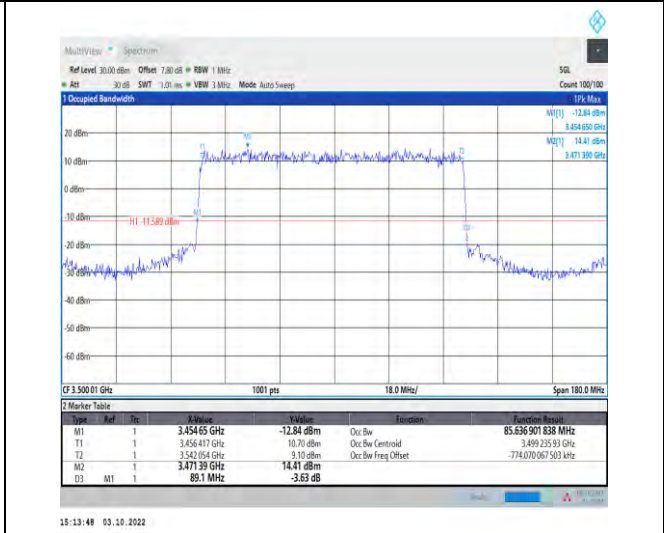 MultiView Spectrum
Ref Level 30.00 dBm Offset 7.80 dB RBW 1 MHz SGL
Att 30 dB SWT 1.01 ms VBW 3 MHz Mode Auto Sweep Count 100/100
1 Occupied Bandwidth 1Pk Max
M1[1] -12.84 dBm
3.454 650 GHz
M2[1] 14.41 dBm
3.471 390 GHz
20 dBm
10 dBm
0 dBm
-10 dBm
H1 -11.589 dBm
-20 dBm
-30 dBm
-40 dBm
-50 dBm
-60 dBm
T1
M2
T2
M1
D3
CF 3.500 01 GHz 1001 pts 18.0 MHz/ Span 180.0 MHz
2 Marker Table
Type Ref Trc X-Value Y-Value Function Function Result
M1 1 3.454 65 GHz -12.84 dBm Occ Bw 85.636 901 838 MHz
T1 1 3.456 417 GHz 10.70 dBm Occ Bw Centroid 3.499 235 93 GHz
T2 1 3.542 054 GHz 9.10 dBm Occ Bw Freq Offset -774.070 067 503 kHz
M2 1 3.471 39 GHz 14.41 dBm
D3 M1 1 89.1 MHz -3.63 dB
15:13:48 03.10.2022